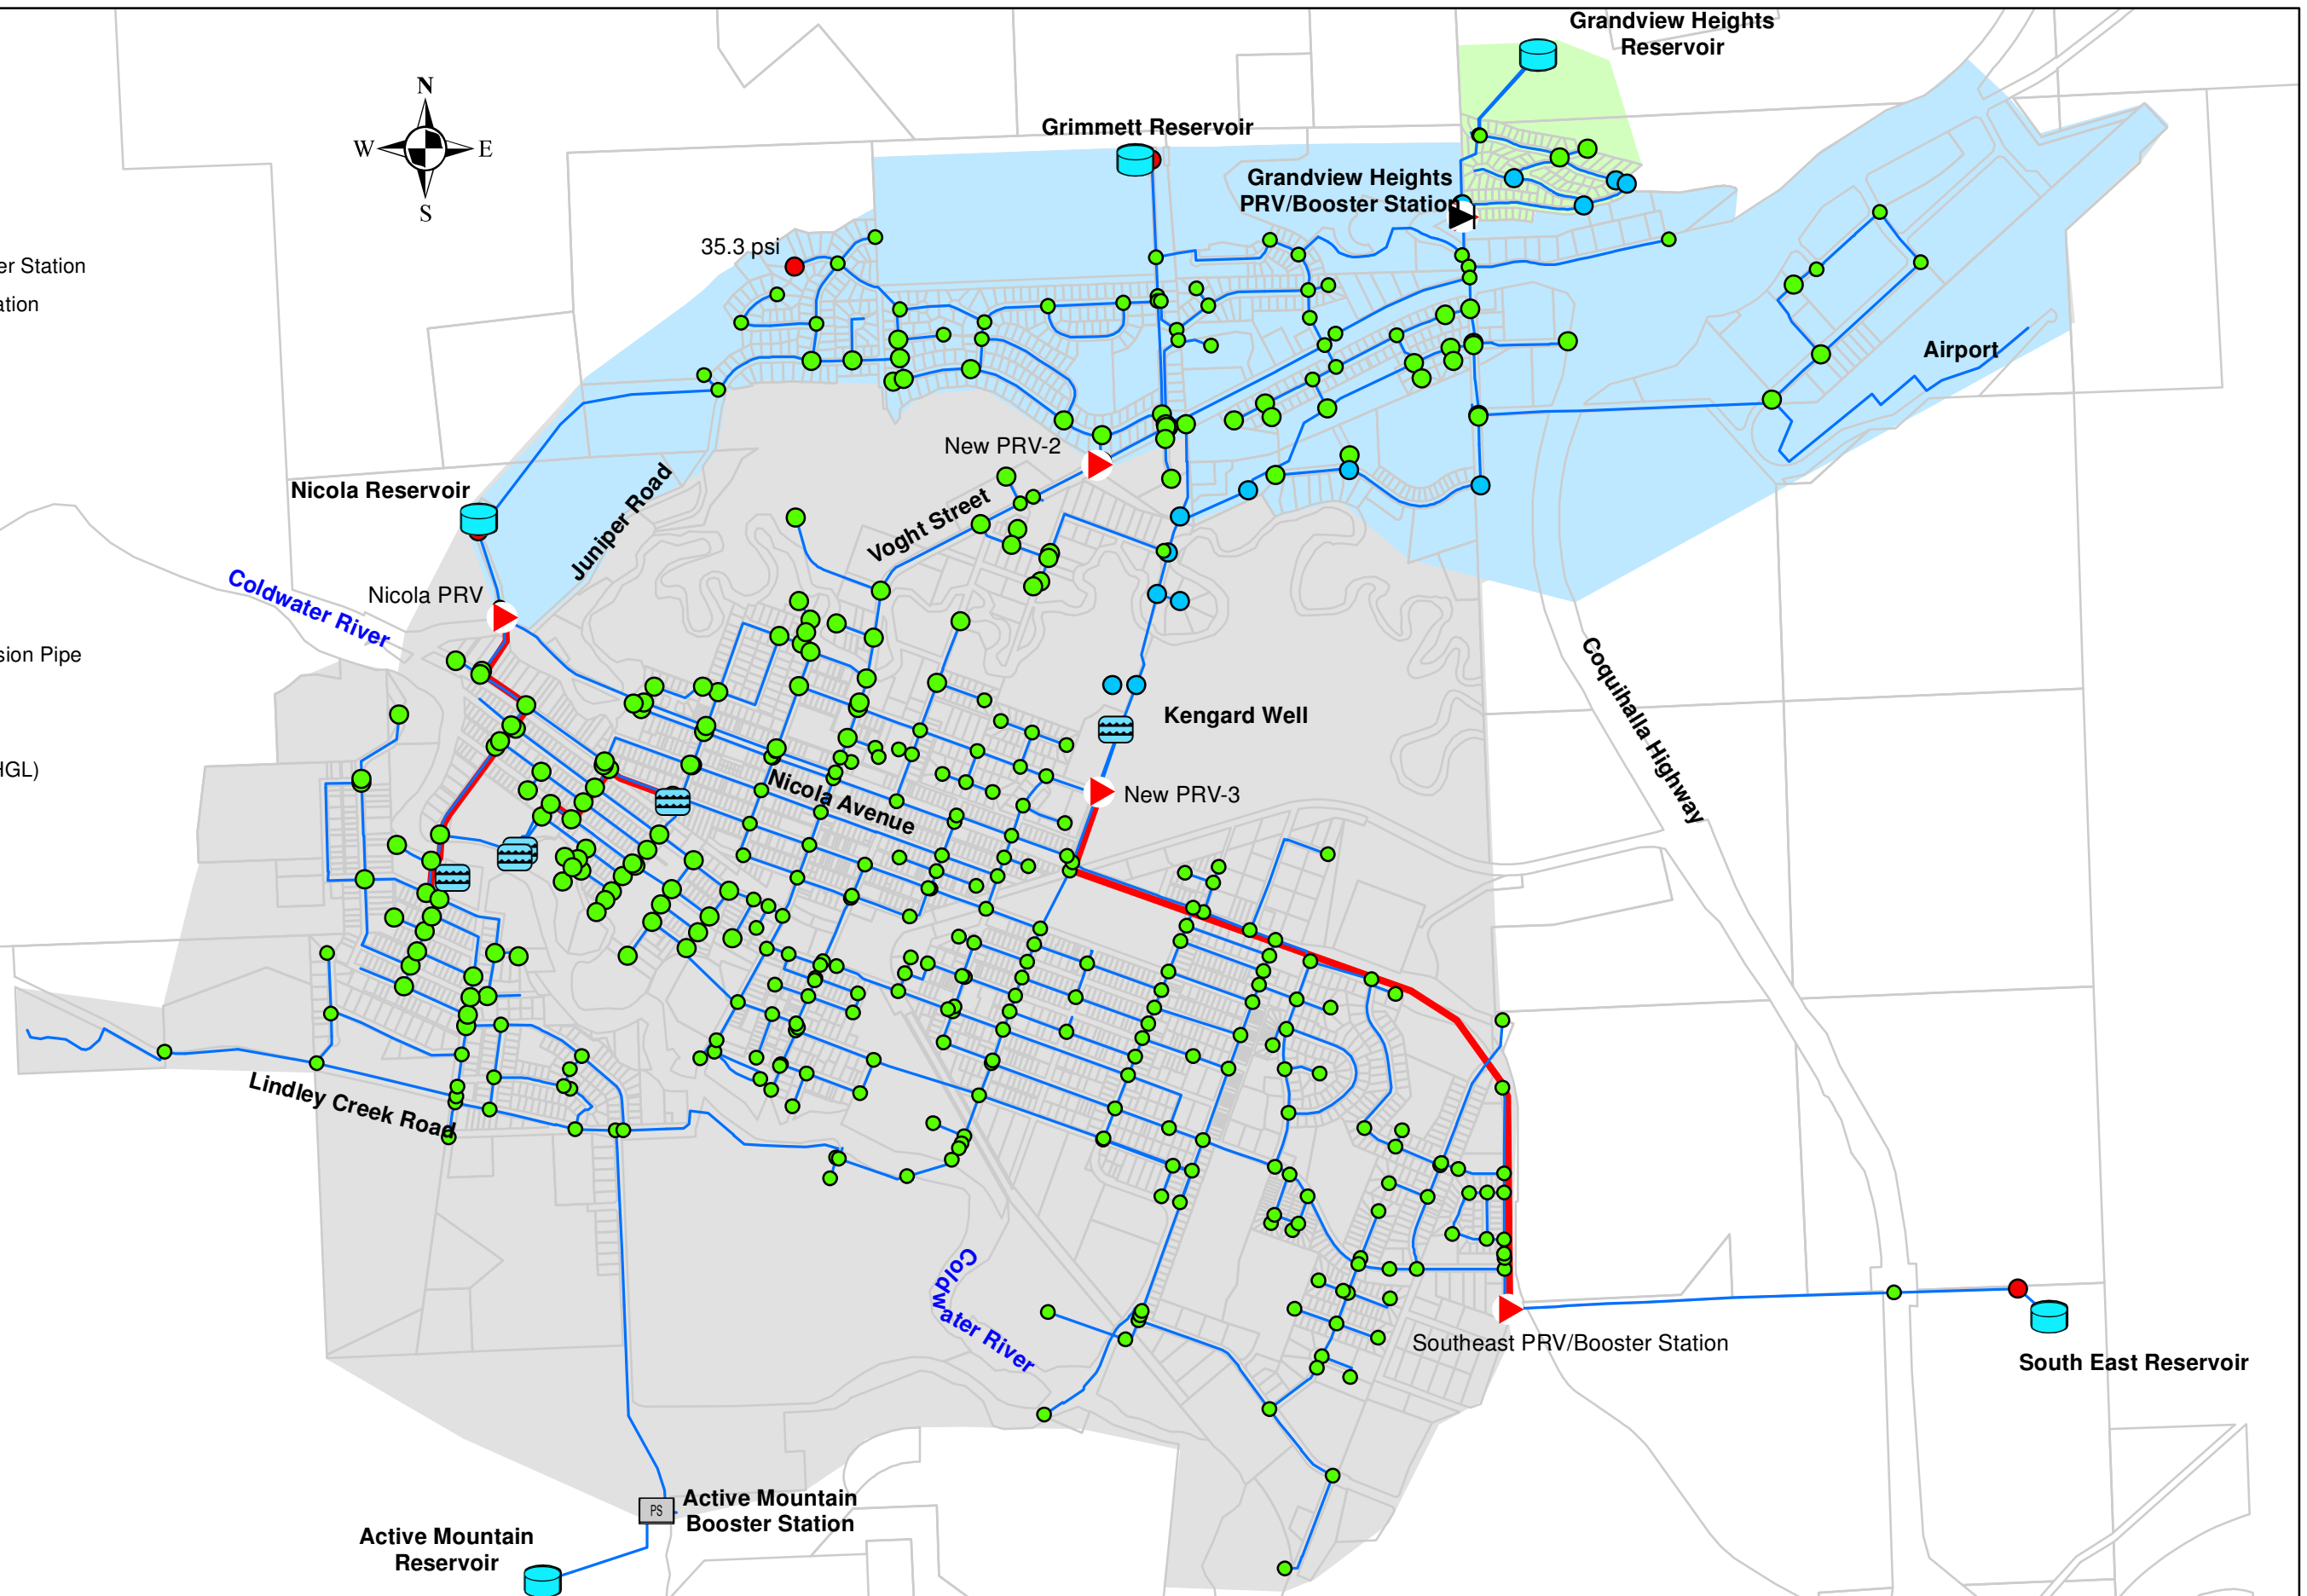 Grandview Heights
Reservoir
N
W
E
S
Grimmett Reservoir
Grandview Heights
PRV/Booster Station
35.3 psi
er Station
ation
Airport
New PRV-2
Nicola Reservoir
Juniper Road
Voght Street
Coldwater River
Nicola PRV
sion Pipe
Coquihalla Highway
Kengard Well
HGL)
Nicola Avenue
New PRV-3
Lindley Creek Road
Coldwater River
Southeast PRV/Booster Station
South East Reservoir
PS
Active Mountain
Booster Station
Active Mountain
Reservoir